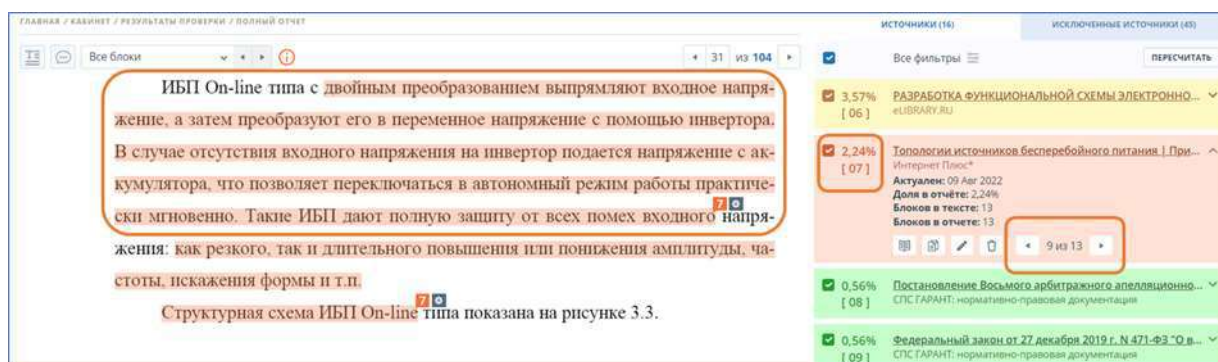 ГЛАВНАЯ / КАБИНЕТ / РЕЗУЛЬТАТЫ ПРОВЕРКИ / ПОЛНЫЙ ОТЧЕТ
ИСТОЧНИКИ (16)
ИСКЛЮЧЕННЫЕ ИСТОЧНИКИ (45)
Все блоки
31 из 104
Все фильтры
ПЕРЕСЧИТАТЬ
ИБП On-line типа с двойным преобразованием выпрямляют входное напря-
жение, а затем преобразуют его в переменное напряжение с помощью инвертора.
В случае отсутствия входного напряжения на инвертор подается напряжение с ак-
кумулятора, что позволяет переключаться в автономный режим работы практиче-
ски мгновенно. Такие ИБП дают полную защиту от всех помех входного напря-
7
жения: как резкого, так и длительного повышения или понижения амплитуды, ча-
стоты, искажения формы и т.п.
7
Структурная схема ИБП On-line типа показана на рисунке 3.3.
3,57% РАЗРАБОТКА ФУНКЦИОНАЛЬНОЙ СХЕМЫ ЭЛЕКТРОННО...
[ 06 ] eLIBRARY.RU
2,24% Топологии источников бесперебойного питания | При...
[ 07 ] Интернет Плюс*
Актуален: 09 Авг 2022
Доля в отчёте: 2,24%
Блоков в тексте: 13
Блоков в отчете: 13
9 из 13
0,56% Постановление Восьмого арбитражного апелляционно...
[ 08 ] СПС ГАРАНТ: нормативно-правовая документация
0,56% Федеральный закон от 27 декабря 2019 г. N 471-ФЗ "О в...
[ 09 ] СПС ГАРАНТ: нормативно-правовая документация